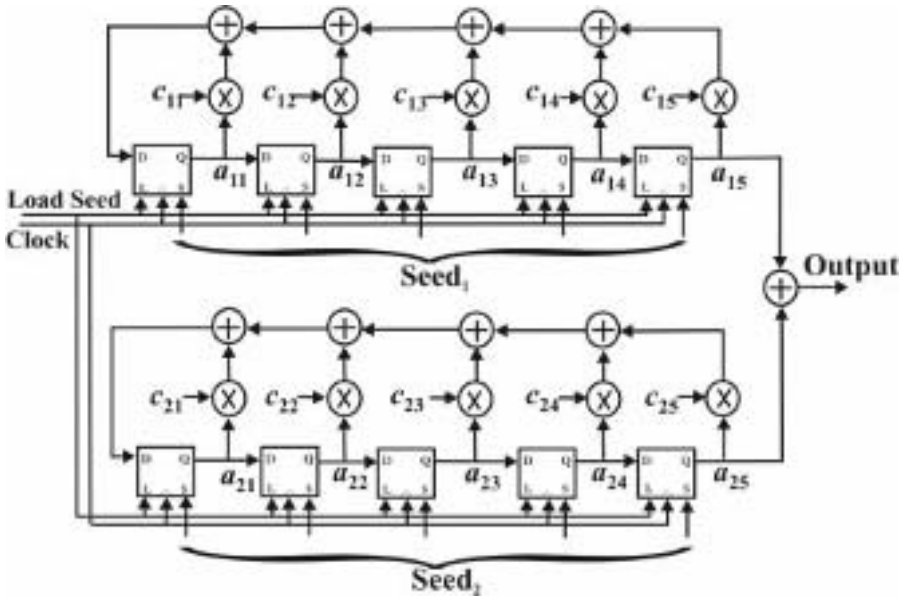 c11 c12 c13 c14 c15
D Q D Q D Q D Q D Q
a11 a12 a13 a14 a15
L S L S L S L S L S
Load Seed
Clock
Seed1
Output
c21 c22 c23 c24 c25
D Q D Q D Q D Q D Q
a21 a22 a23 a24 a25
L S L S L S L S L S
Seed2